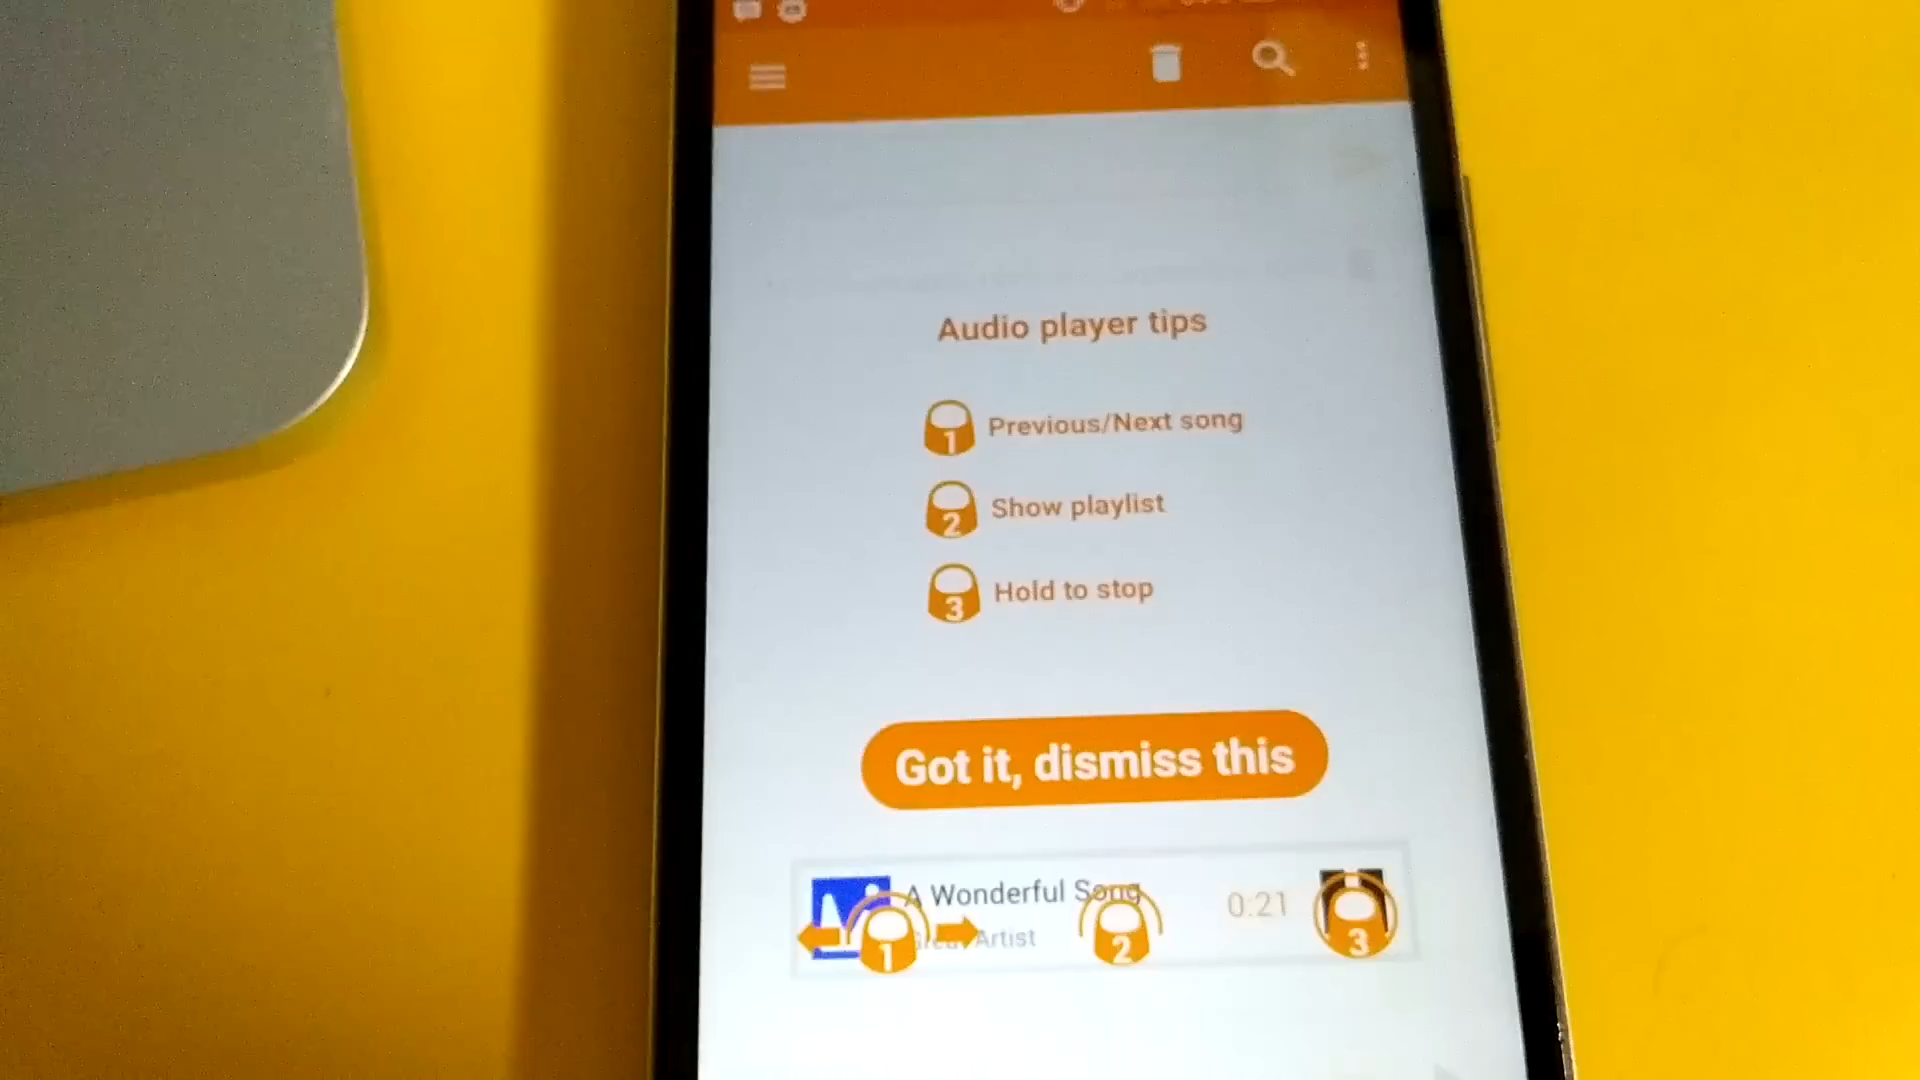 Audio player tips
1 Previous/Next song
2 Show playlist
3 Hold to stop
Got it, dismiss this
A Wonderful Song
Artist
0:21
1
2
3